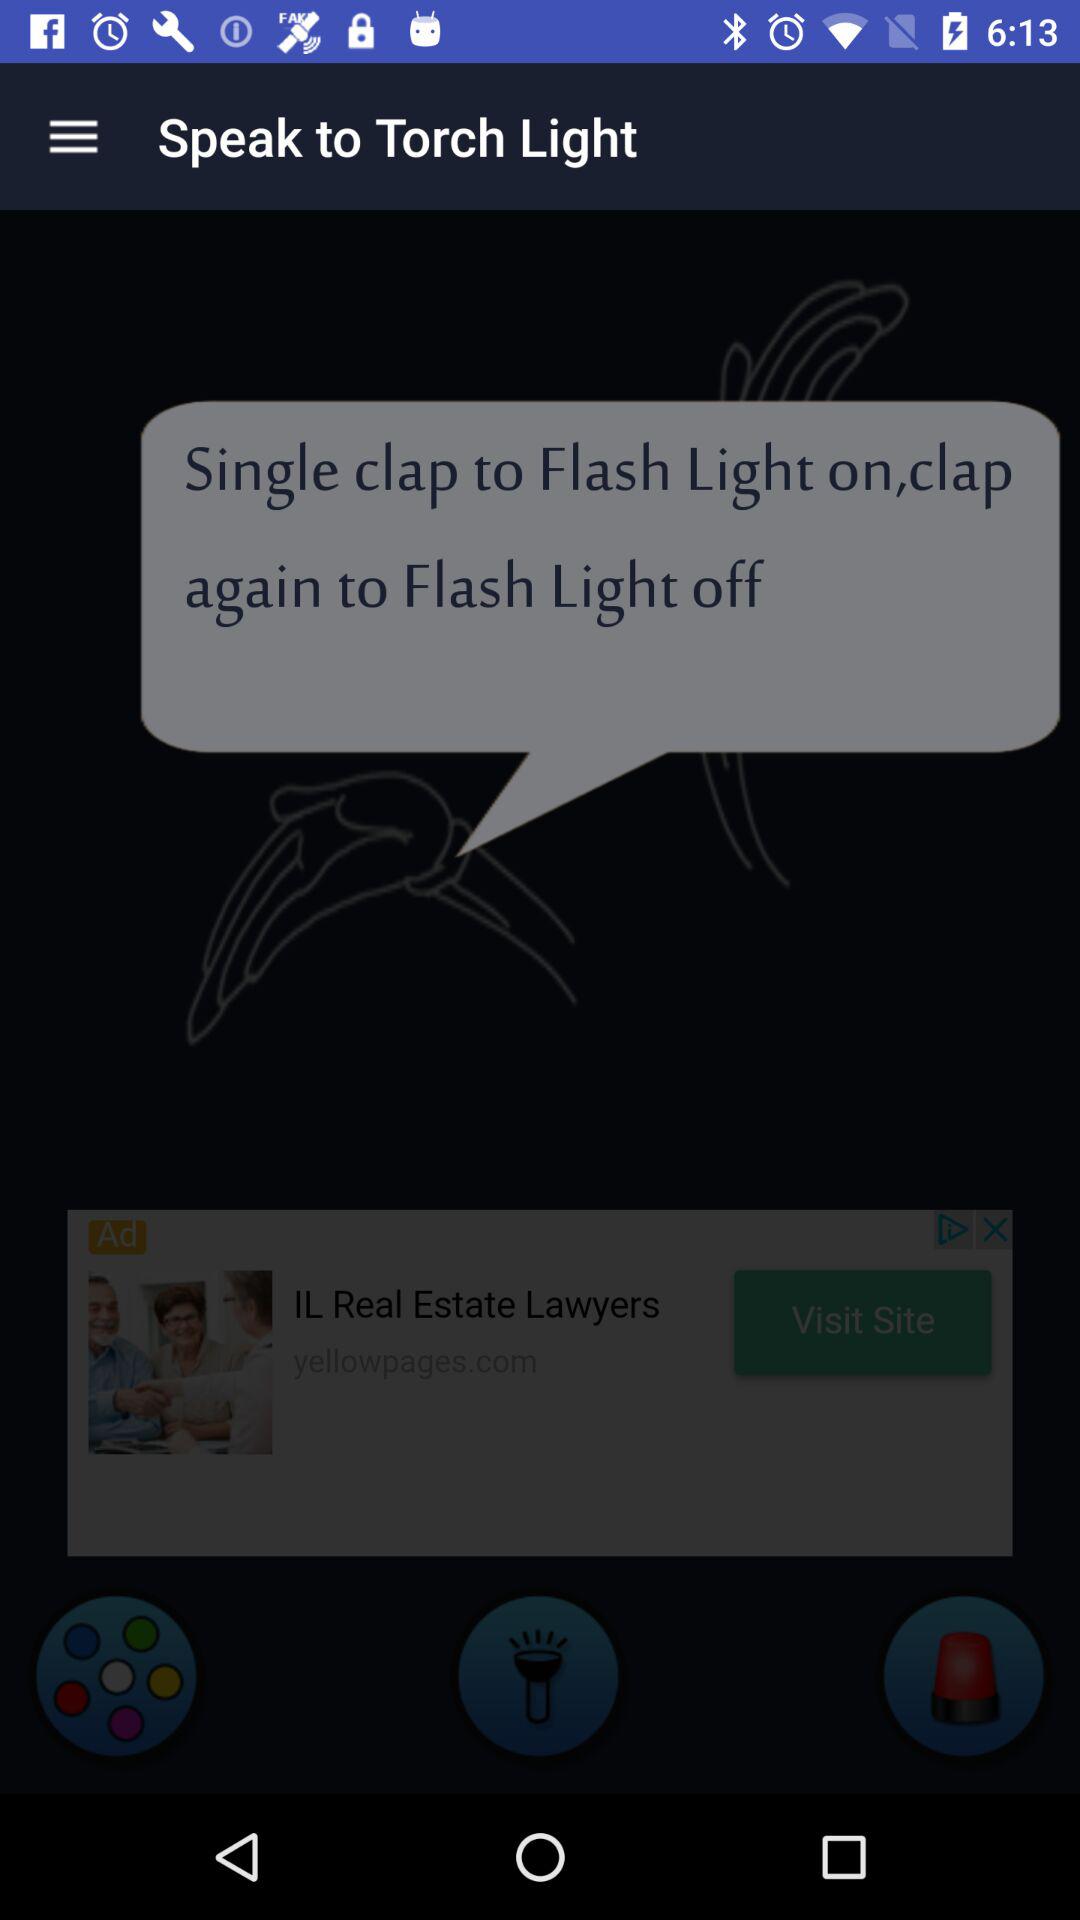 FAKE
6:13
Speak to Torch Light
Single clap to Flash Light on,clap
again to Flash Light off
Ad
IL Real Estate Lawyers
yellowpages.com
Visit Site